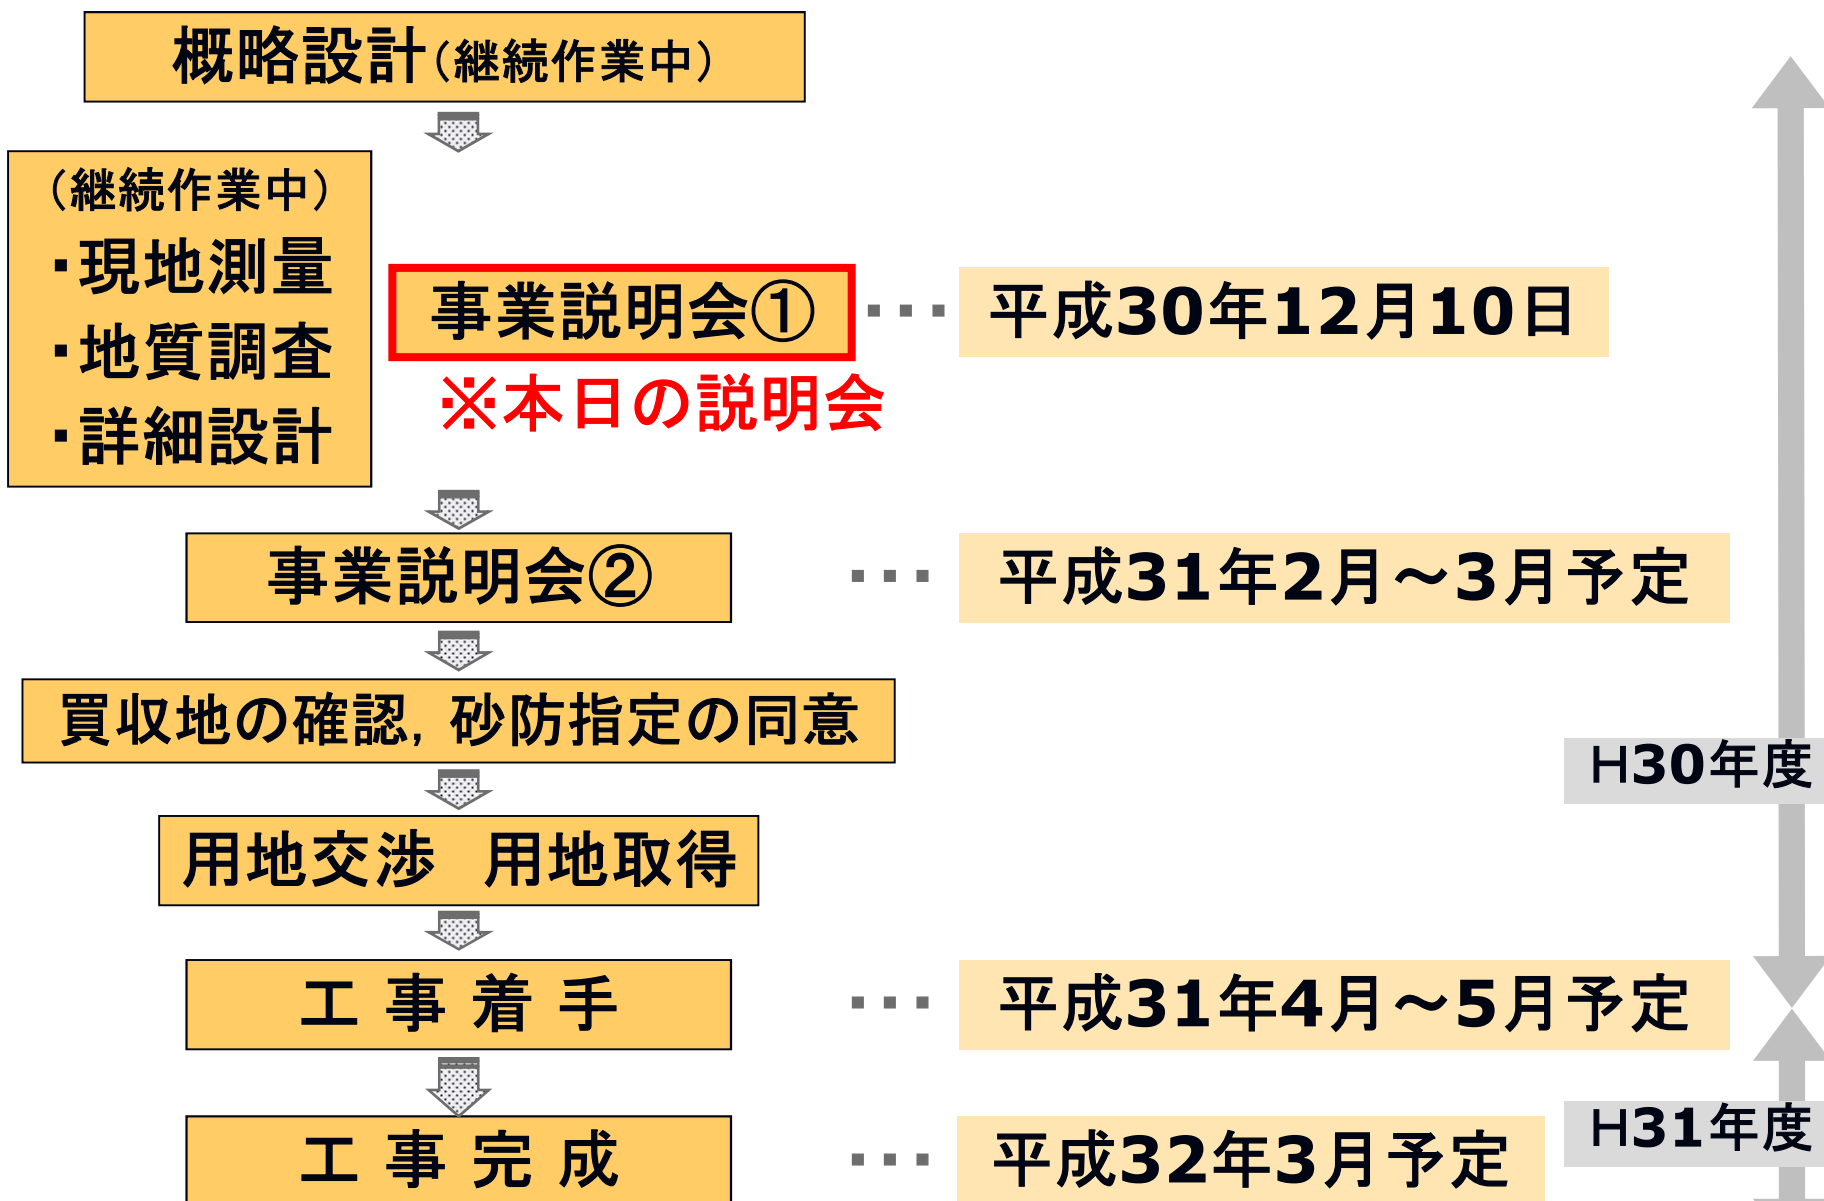 概略設計(継続作業中)
(継続作業中)
・現地測量
・地質調査
・詳細設計
事業説明会① ・・・ 平成30年12月10日
※本日の説明会
事業説明会② ・・・ 平成31年2月～3月予定
買収地の確認，砂防指定の同意
H30年度
用地交渉　用地取得
工 事 着 手 ・・・ 平成31年4月～5月予定
H31年度
工 事 完 成 ・・・ 平成32年3月予定